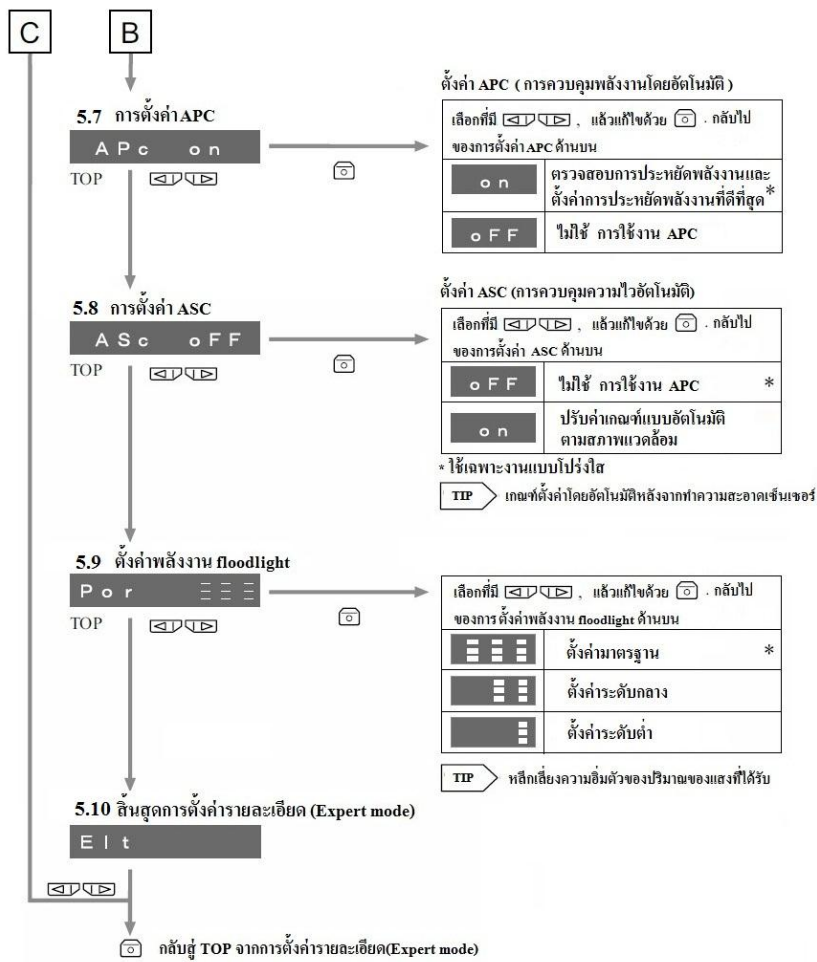 C B
5.7 การตั้งค่า APC
APc on
TOP
ตั้งค่า APC ( การควบคุมพลังงานโดยอัตโนมัติ )
เลือกที่มี , แล้วแก้ไขด้วย . กลับไป
ของการตั้งค่า APC ด้านบน
on ตรวจสอบการประหยัดพลังงานและ
ตั้งค่าการประหยัดพลังงานที่ดีที่สุด *
oFF ไม่ใช้ การใช้งาน APC
5.8 การตั้งค่า ASC
ASc oFF
TOP
ตั้งค่า ASC (การควบคุมความไวอัตโนมัติ)
เลือกที่มี , แล้วแก้ไขด้วย . กลับไป
ของการตั้งค่า ASC ด้านบน
oFF ไม่ใช้ การใช้งาน APC *
on ปรับค่าเกณฑ์แบบอัตโนมัติ
ตามสภาพแวดล้อม
* ใช้เฉพาะงานแบบโปร่งใส
TIP เกณฑ์ตั้งค่าโดยอัตโนมัติหลังจากทำความสะอาดเซ็นเซอร์
5.9 ตั้งค่าพลังงาน floodlight
Por
TOP
เลือกที่มี , แล้วแก้ไขด้วย . กลับไป
ของการตั้งค่าพลังงาน floodlight ด้านบน
ตั้งค่ามาตรฐาน *
ตั้งค่าระดับกลาง
ตั้งค่าระดับต่ำ
TIP หลีกเลี่ยงความอิ่มตัวของปริมาณของแสงที่ได้รับ
5.10 สิ้นสุดการตั้งค่ารายละเอียด (Expert mode)
EIt
กลับสู่ TOP จากการตั้งค่ารายละเอียด(Expert mode)